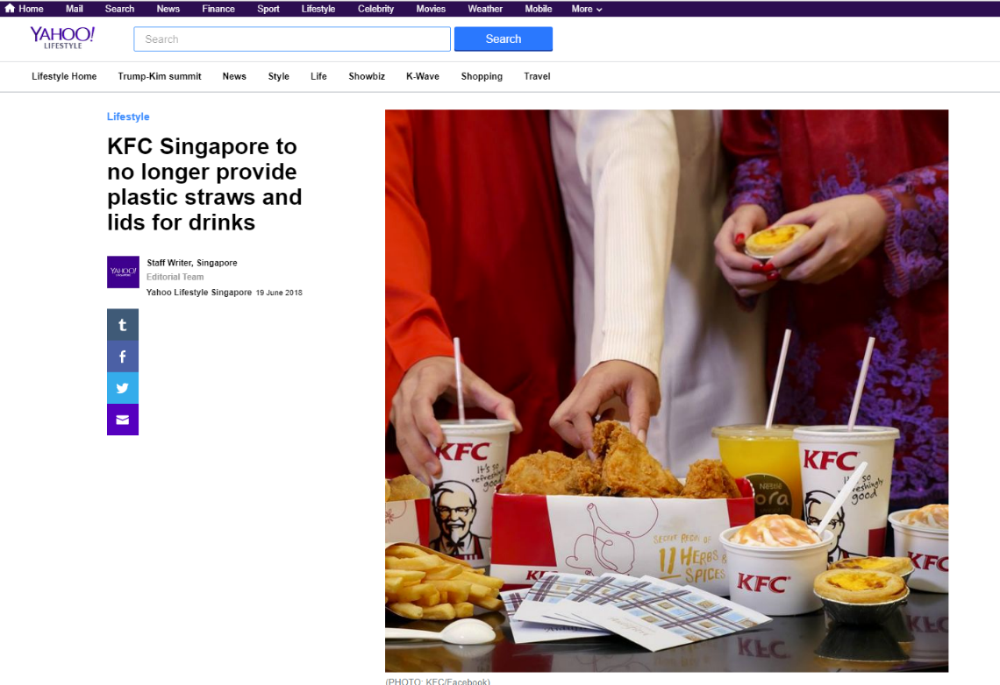 Home Mail Search News Finance Sport Lifestyle Celebrity Movies Weather Mobile More
YAHOO!
LIFESTYLE
Search
Search
Lifestyle Home Trump-Kim summit News Style Life Showbiz K-Wave Shopping Travel
Lifestyle
KFC Singapore to
no longer provide
plastic straws and
lids for drinks
YAHOO!
Staff Writer, Singapore
Editorial Team
Yahoo Lifestyle Singapore 19 June 2018
KFC
it's so
refreshingly
good
KFC
it's so
good
Nestlé
ora
SECRET RECIPE OF
11 HERBS &
SPICES
KFC
KFC
(PHOTO: KFC/Facebook)